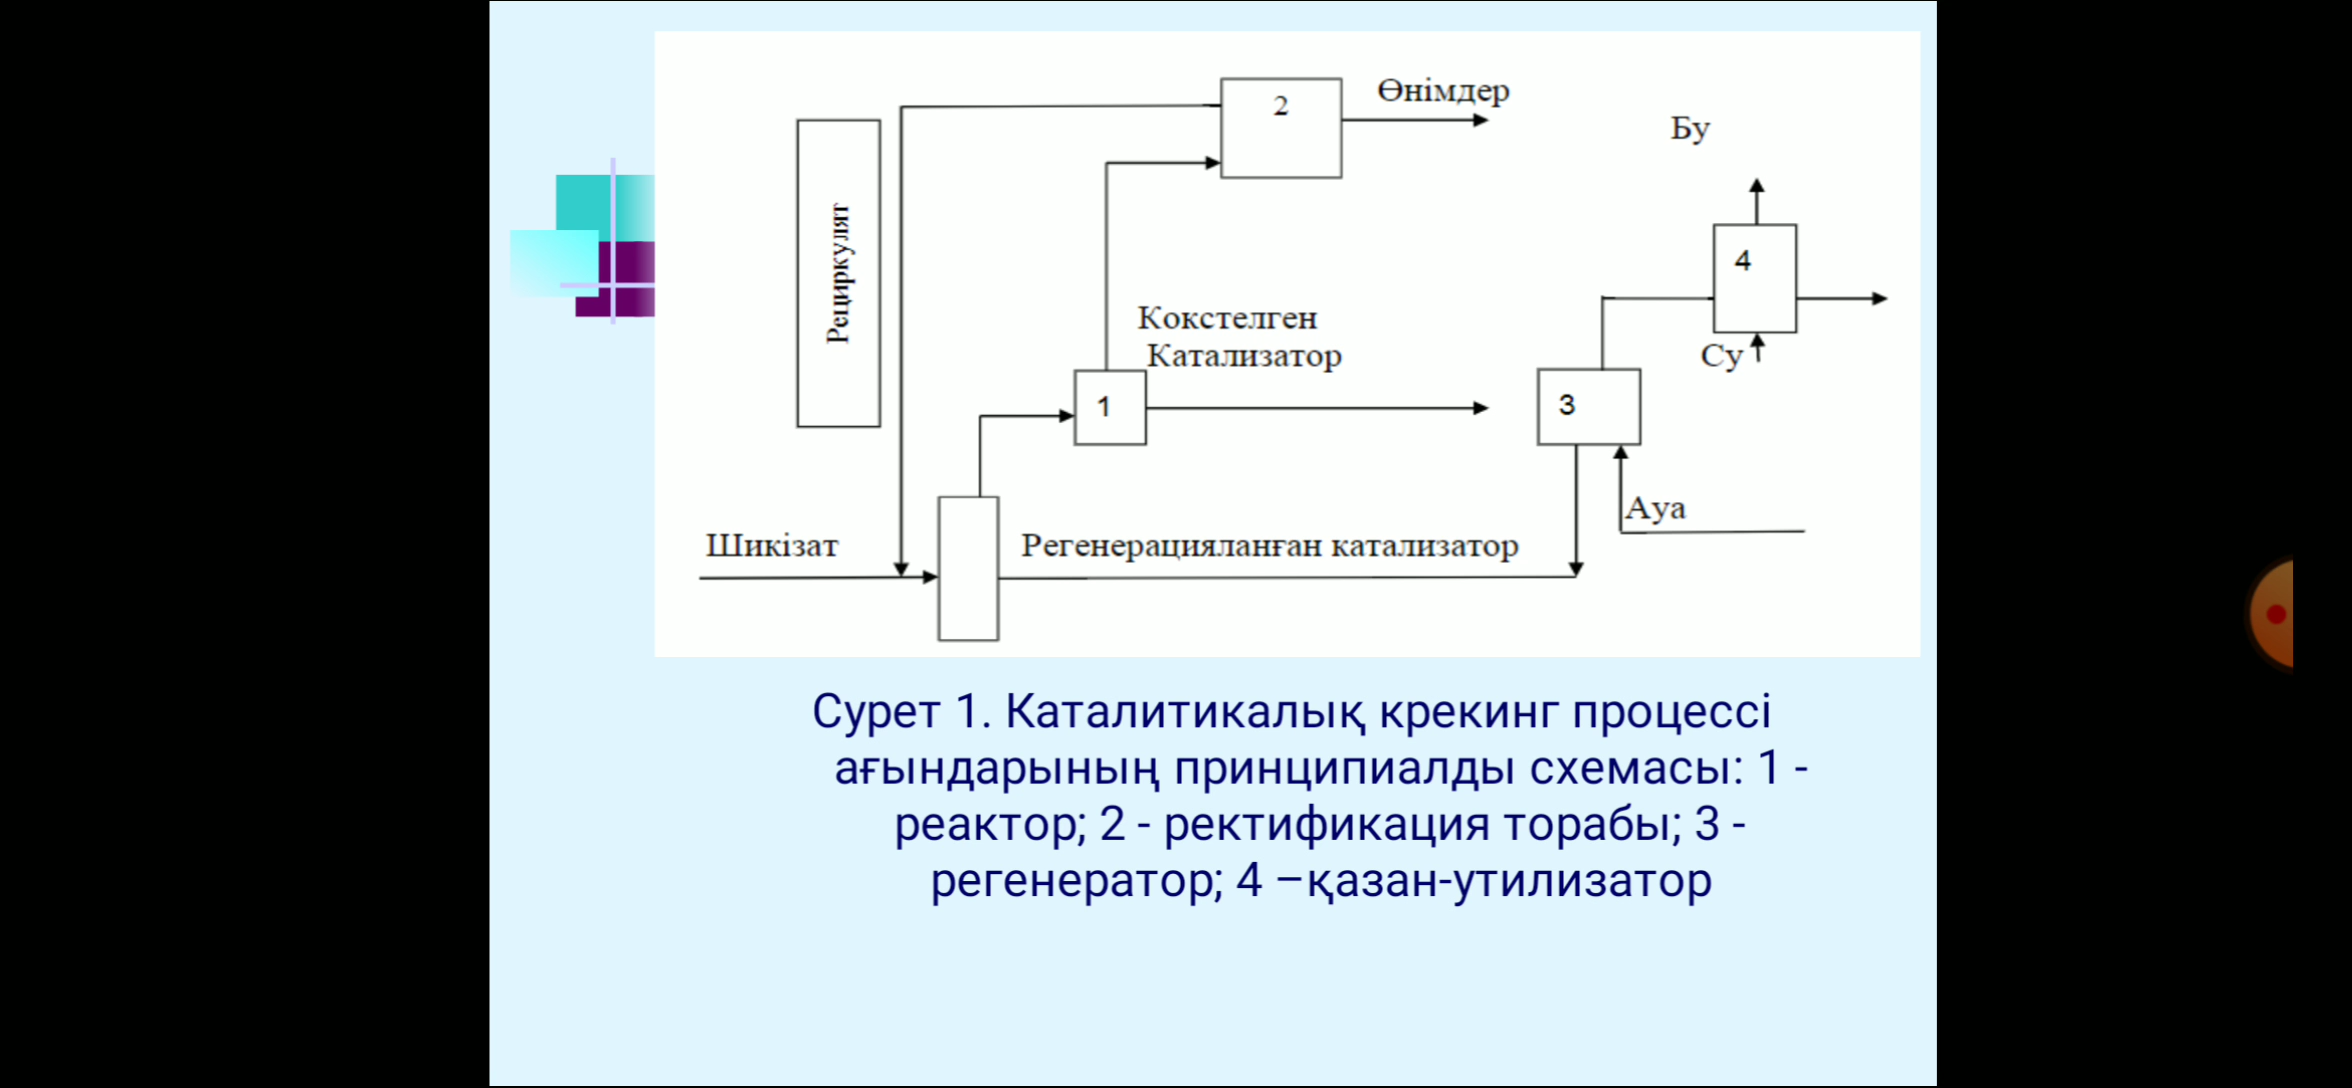 2
Өнімдер
Бу
Рециркулят
4
Кокстелген
Катализатор
Су
1
3
Ауа
Шикізат
Регенерацияланған катализатор
Сурет 1. Каталитикалық крекинг процессі
ағындарының принципиалды схемасы: 1 -
реактор; 2 - ректификация торабы; 3 -
регенератор; 4 –қазан-утилизатор